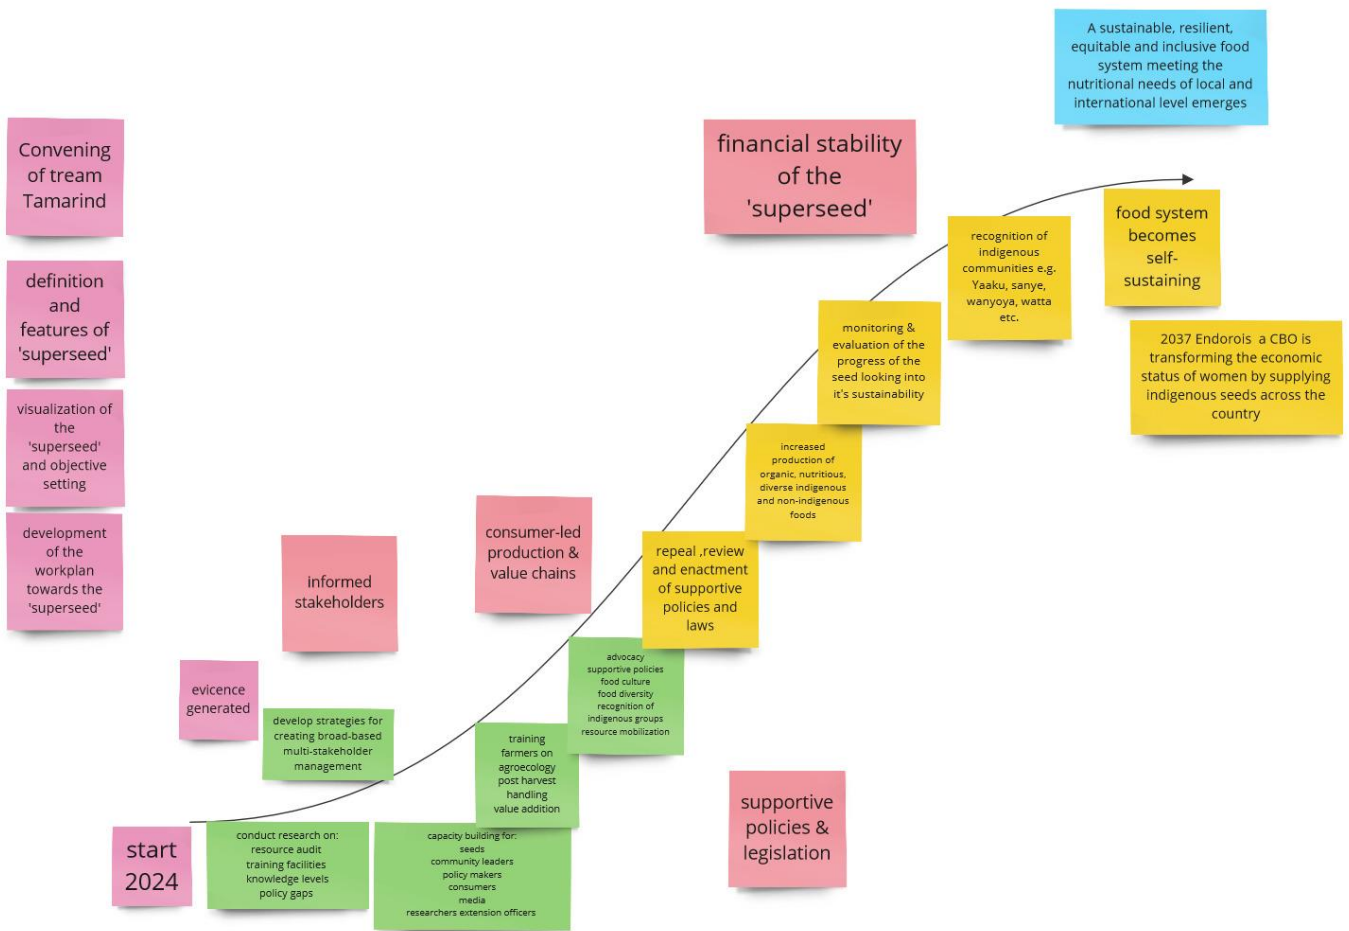 A sustainable, resilient,
equitable and inclusive food
system meeting the
nutritional needs of local and
international level emerges
Convening
of tream
Tamarind
financial stability
of the
'superseed'
food system
becomes
self-
sustaining
recognition of
indigenous
communities e.g.
Yaaku, sanye,
wanyoya, watta
etc.
definition
and
features of
'superseed'
monitoring &
evaluation of the
progress of the
seed looking into
it's sustainability
2037 Endorois a CBO is
transforming the economic
status of women by supplying
indigenous seeds across the
country
visualization of
the
'superseed'
and objective
setting
increased
production of
organic, nutritious,
diverse indigenous
and non-indigenous
foods
development
of the
workplan
towards the
'superseed'
informed
stakeholders
consumer-led
production &
value chains
repeal ,review
and enactment
of supportive
policies and
laws
evicence
generated
develop strategies for
creating broad-based
multi-stakeholder
management
advocacy
supportive policies
food culture
food diversity
recognition of
indigenous groups
resource mobilization
training
farmers on
agroecology
post harvest
handling
value addition
supportive
policies &
legislation
start
2024
conduct research on:
resource audit
training facilities
knowledge levels
policy gaps
capacity building for:
seeds
community leaders
policy makers
consumers
media
researchers extension officers